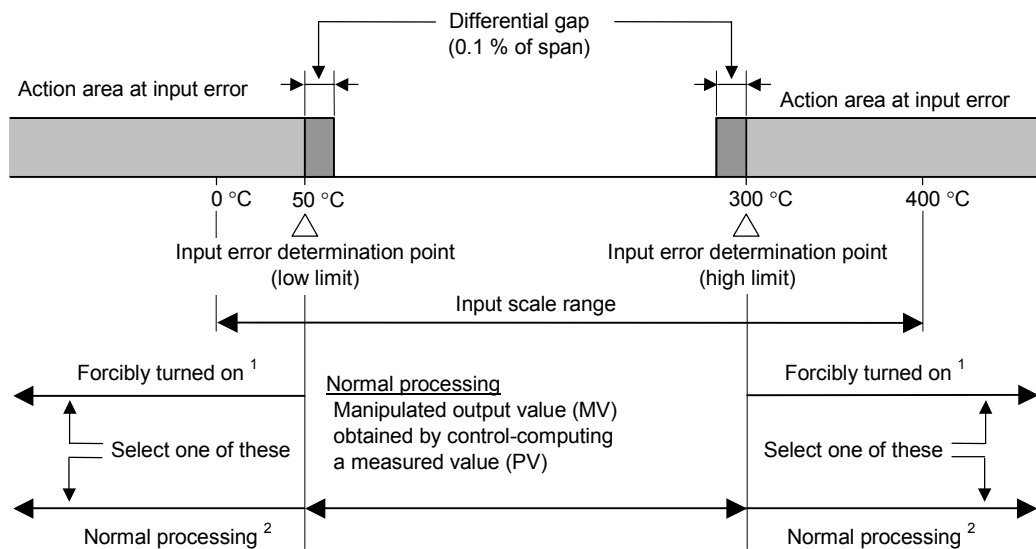 Differential gap
(0.1 % of span)
Action area at input error
Action area at input error
0 °C
50 °C
300 °C
400 °C
Input error determination point
(low limit)
Input error determination point
(high limit)
Input scale range
Forcibly turned on 1
Normal processing
Manipulated output value (MV)
obtained by control-computing
a measured value (PV)
Forcibly turned on 1
Select one of these
Select one of these
Normal processing 2
Normal processing 2